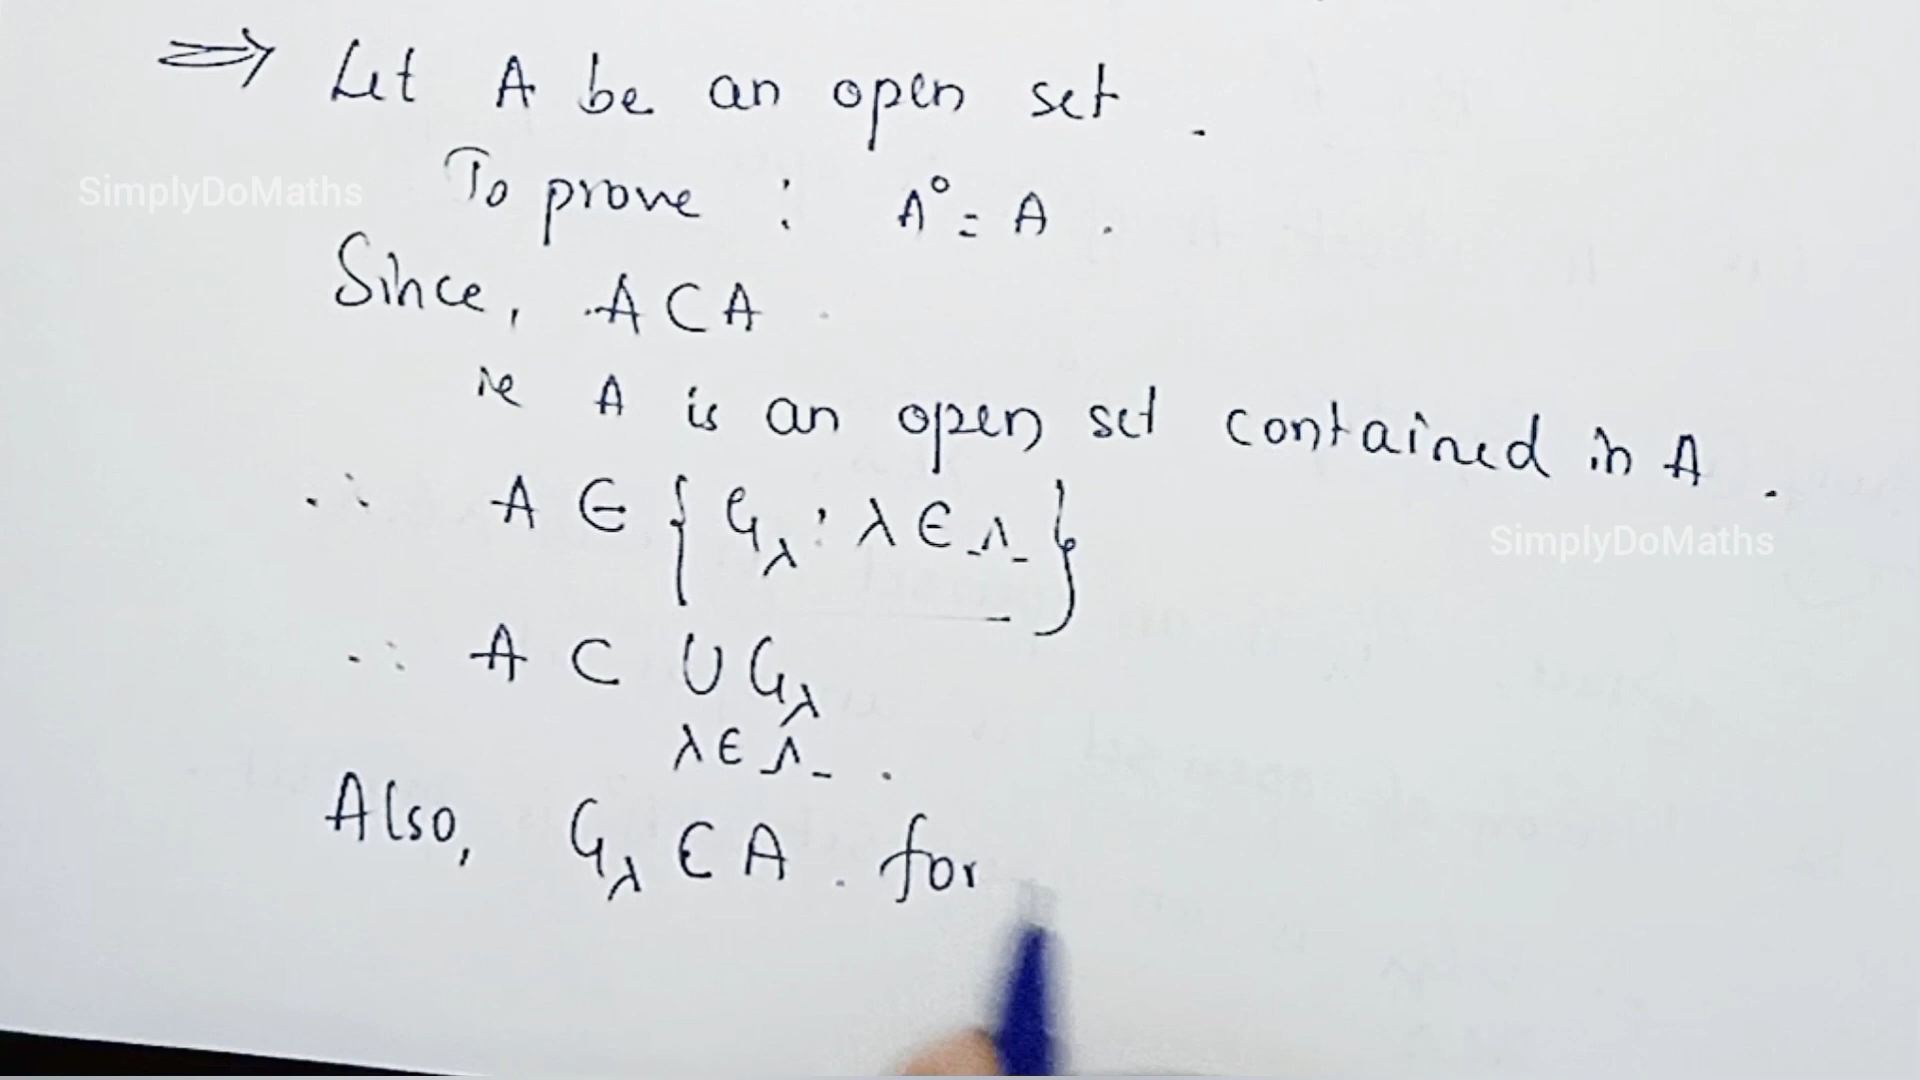 ⇒ Let A be an open set.
To prove : A° = A.
SimplyDoMaths
Since, A ⊂ A
ie A is an open set contained in A.
∴ A ∈ { G_λ : λ ∈ Λ }
SimplyDoMaths
∴ A ⊂ ∪ G_λ
λ ∈ Λ.
Also, G_λ ⊂ A. for